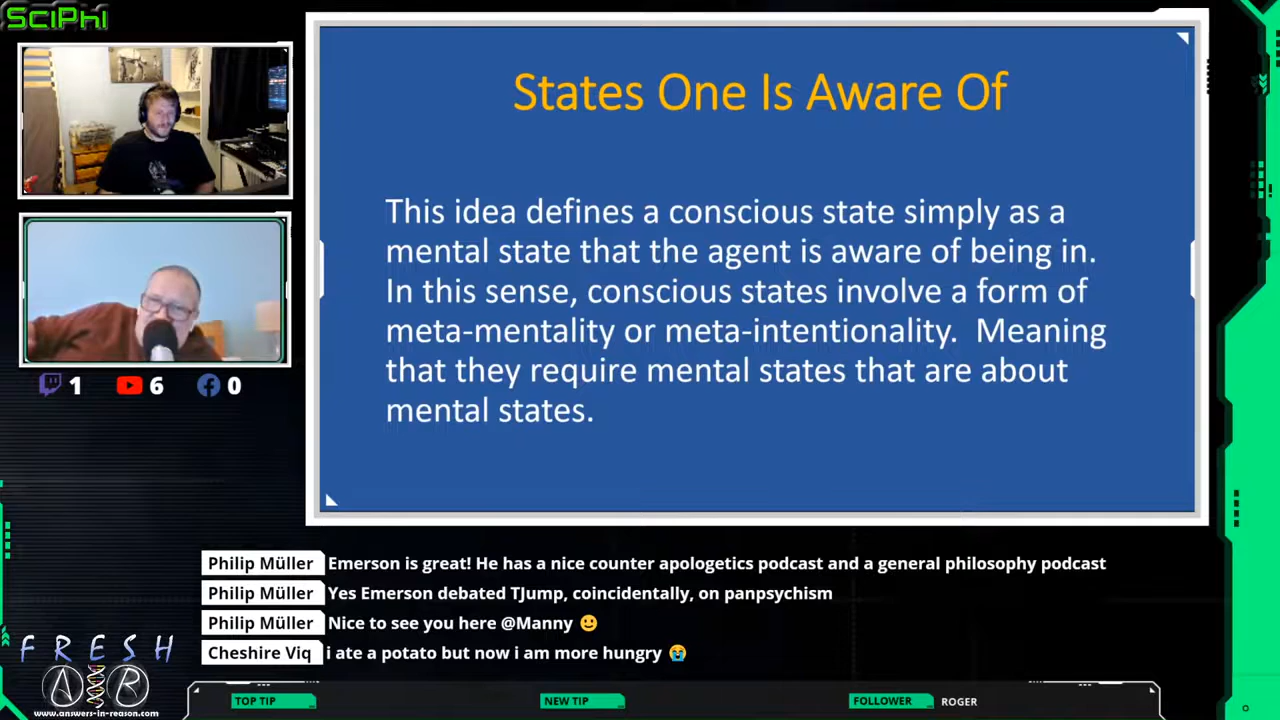 SciPhi
States One Is Aware Of
This idea defines a conscious state simply as a
mental state that the agent is aware of being in.
In this sense, conscious states involve a form of
meta-mentality or meta-intentionality.  Meaning
that they require mental states that are about
mental states.
1 6 0
Philip Müller Emerson is great! He has a nice counter apologetics podcast and a general philosophy podcast
Philip Müller Yes Emerson debated TJump, coincidentally, on panpsychism
Philip Müller Nice to see you here @Manny 🙂
Cheshire Viq i ate a potato but now i am more hungry 😭
FRESH
A R
www.answers-in-reason.com
TOP TIP NEW TIP FOLLOWER ROGER